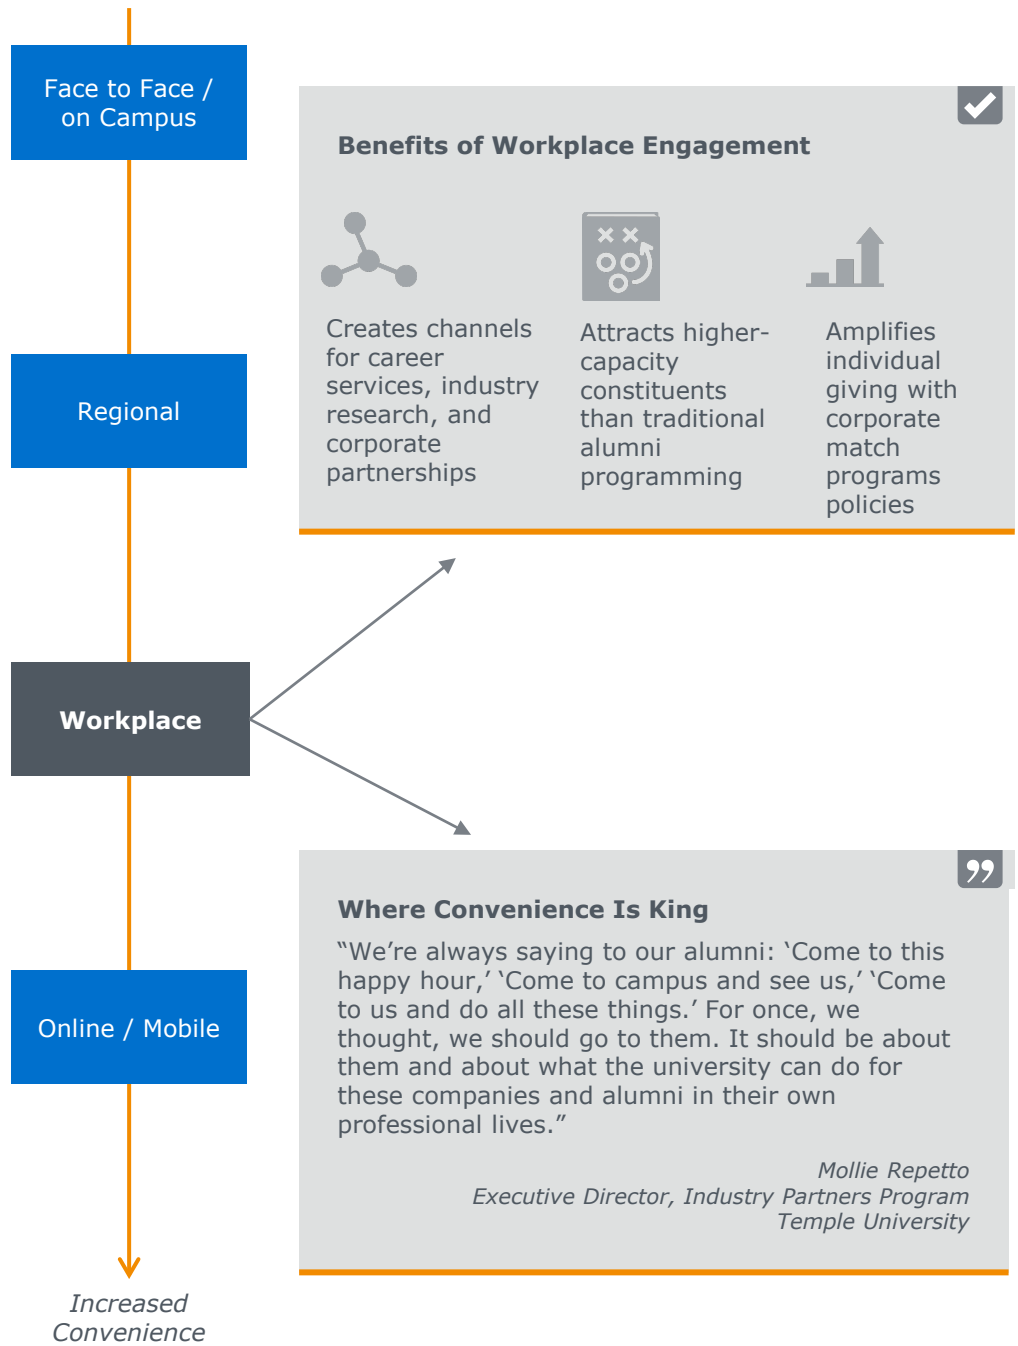 Face to Face /
on Campus
Benefits of Workplace Engagement
Creates channels
for career
services, industry
research, and
corporate
partnerships
Attracts higher-
capacity
constituents
than traditional
alumni
programming
Amplifies
individual
giving with
corporate
match
programs
policies
Regional
Workplace
Where Convenience Is King
“We’re always saying to our alumni: ‘Come to this
happy hour,’ ‘Come to campus and see us,’ ‘Come
to us and do all these things.’ For once, we
thought, we should go to them. It should be about
them and about what the university can do for
these companies and alumni in their own
professional lives.”
Mollie Repetto
Executive Director, Industry Partners Program
Temple University
Online / Mobile
Increased
Convenience